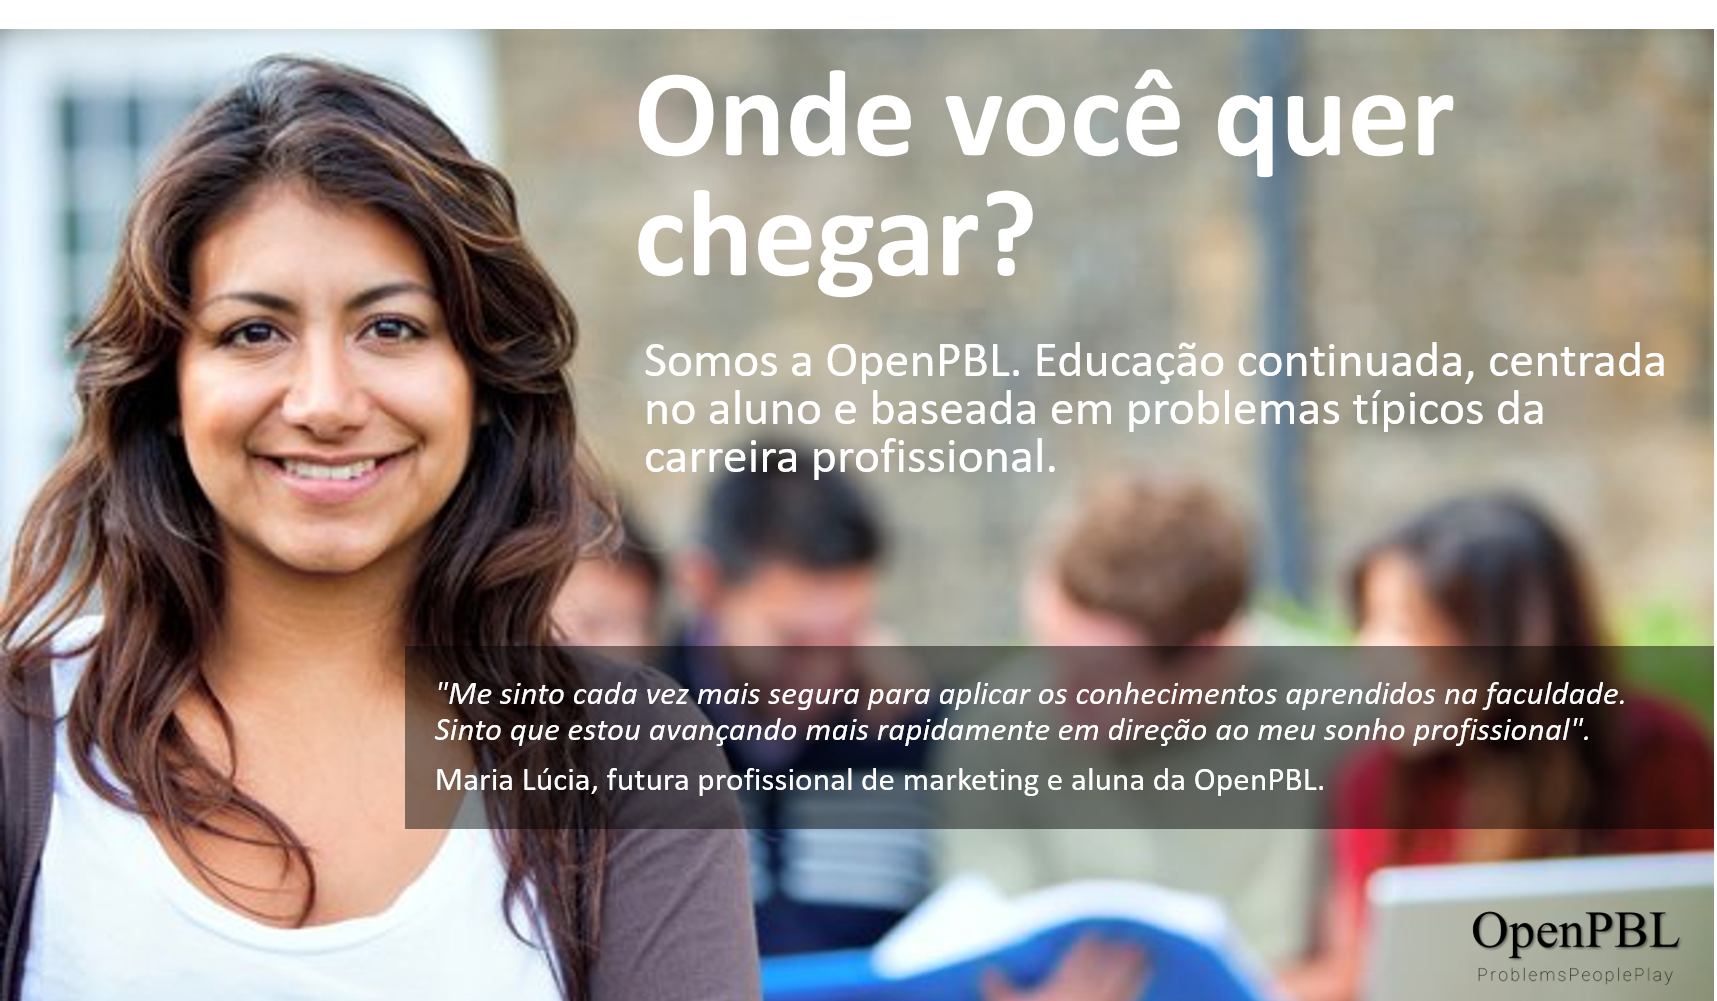 Onde você quer
chegar?
Somos a OpenPBL. Educação continuada, centrada
no aluno e baseada em problemas típicos da
carreira profissional.
"Me sinto cada vez mais segura para aplicar os conhecimentos aprendidos na faculdade.
Sinto que estou avançando mais rapidamente em direção ao meu sonho profissional".
Maria Lúcia, futura profissional de marketing e aluna da OpenPBL.
OpenPBL
ProblemsPeoplePlay